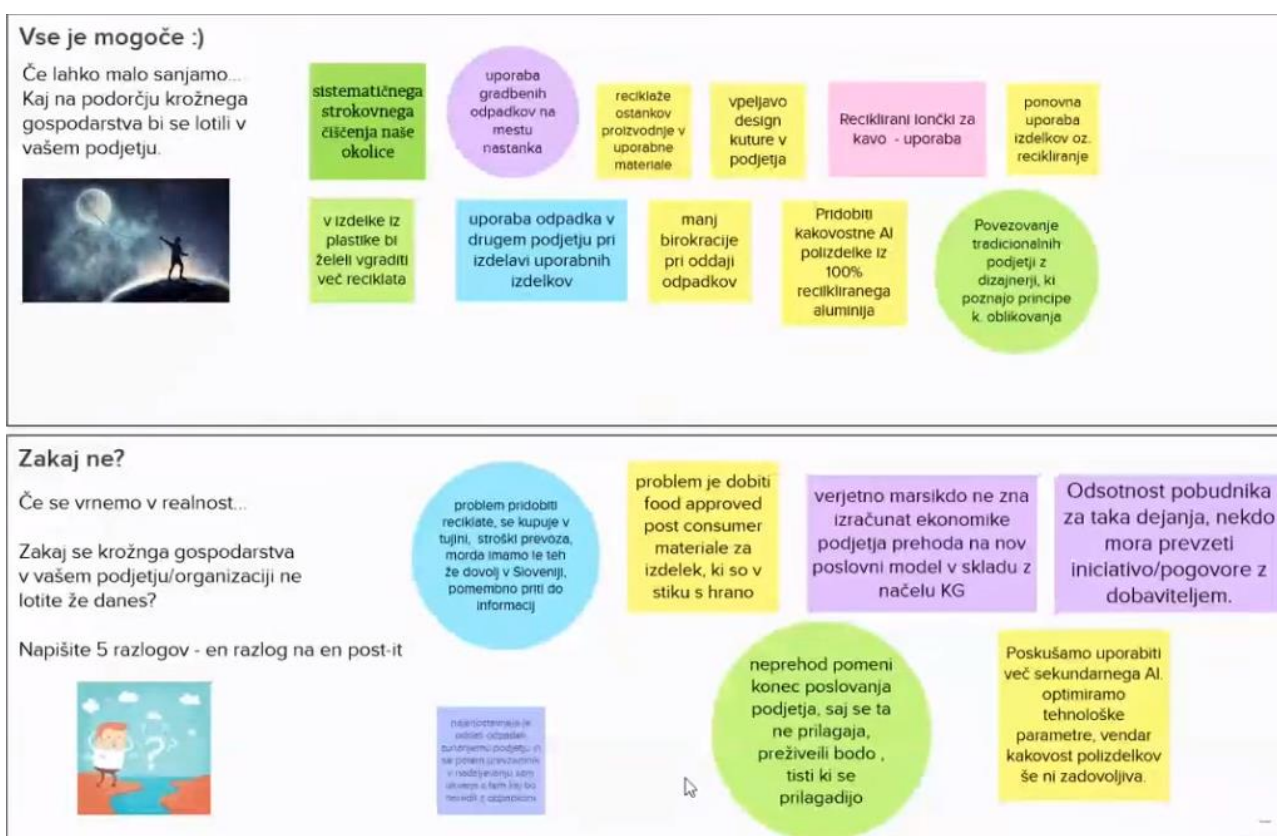 Vse je mogoče :)
Če lahko malo sanjamo...
Kaj na podorčju krožnega
gospodarstva bi se lotili v
vašem podjetju.
sistematičnega
strokovnega
čiščenja naše
okolice
uporaba
gradbenih
odpadkov na
mestu
nastanka
reciklaže
ostankov
proizvodnje v
uporabne
materiale
vpeljavo
design
kuture v
podjetja
Reciklirani lončki za
kavo - uporaba
ponovna
uporaba
izdelkov oz.
recikliranje
v izdelke iz
plastike bi
želeli vgraditi
več reciklata
uporaba odpadka v
drugem podjetju pri
izdelavi uporabnih
izdelkov
manj
birokracije
pri oddaji
odpadkov
Pridobiti
kakovostne Al
polizdelke iz
100%
recilkliranega
aluminija
Povezovanje
tradicionalnih
podjetji z
dizajnerji, ki
poznajo principe
k. oblikovanja
Zakaj ne?
Če se vrnemo v realnost...
Zakaj se krožnga gospodarstva
v vašem podjetju/organizaciji ne
lotite že danes?
Napišite 5 razlogov - en razlog na en post-it
problem pridobiti
reciklate, se kupuje v
tujini, stroški prevoza,
morda imamo le teh
že dovolj v Sloveniji,
pomembno priti do
informacij
problem je dobiti
food approved
post consumer
materiale za
izdelek, ki so v
stiku s hrano
verjetno marsikdo ne zna
izračunat ekonomike
podjetja prehoda na nov
poslovni model v skladu z
načelu KG
Odsotnost pobudnika
za taka dejanja, nekdo
mora prevzeti
iniciativo/pogovore z
dobaviteljem.
neprehod pomeni
konec poslovanja
podjetja, saj se ta
ne prilagaja,
preživeili bodo ,
tisti ki se
prilagadijo
Poskušamo uporabiti
več sekundarnega Al.
optimiramo
tehnološke
parametre, vendar
kakovost polizdelkov
še ni zadovoljiva.